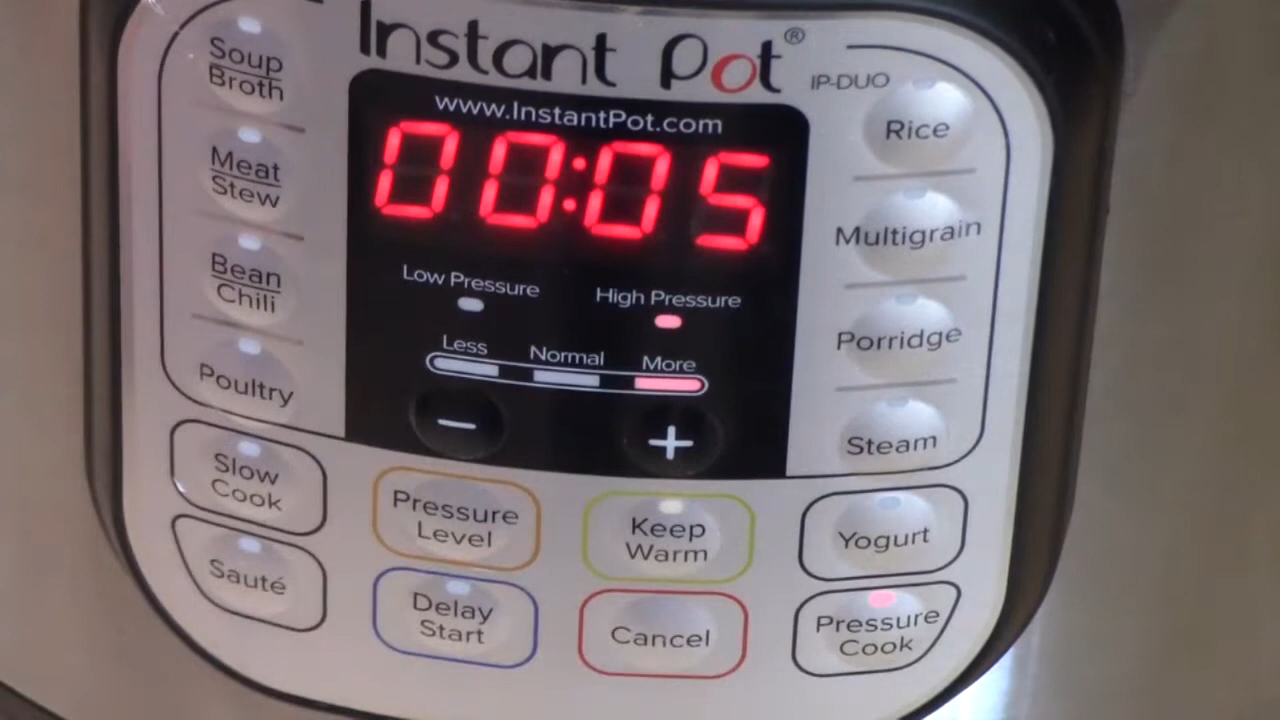 Instant Pot®
IP-DUO
www.InstantPot.com
00:05
Low Pressure
High Pressure
Less
Normal
More
−
+
Soup
Broth
Meat
Stew
Bean
Chili
Poultry
Slow
Cook
Sauté
Pressure
Level
Delay
Start
Keep
Warm
Cancel
Rice
Multigrain
Porridge
Steam
Yogurt
Pressure
Cook